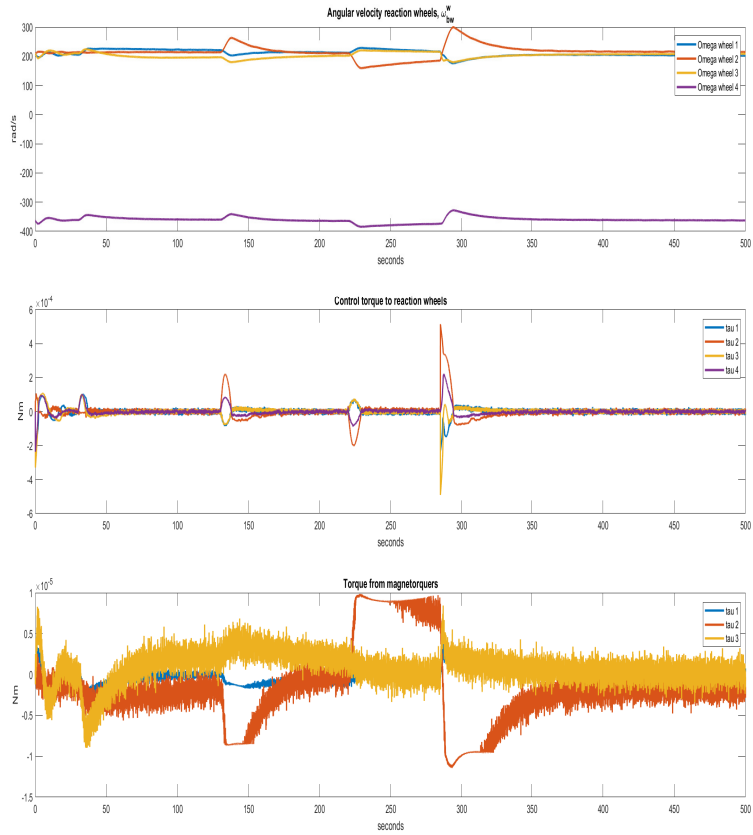 Angular velocity reaction wheels, ω^w_bw
300
200
100
0
-100
-200
-300
-400
rad/s
0 50 100 150 200 250 300 350 400 450 500
seconds
Omega wheel 1
Omega wheel 2
Omega wheel 3
Omega wheel 4
Control torque to reaction wheels
×10^-4
6
4
2
0
-2
-4
-6
Nm
0 50 100 150 200 250 300 350 400 450 500
seconds
tau 1
tau 2
tau 3
tau 4
Torque from magnetorquers
×10^-5
1
0.5
0
-0.5
-1
-1.5
Nm
0 50 100 150 200 250 300 350 400 450 500
seconds
tau 1
tau 2
tau 3